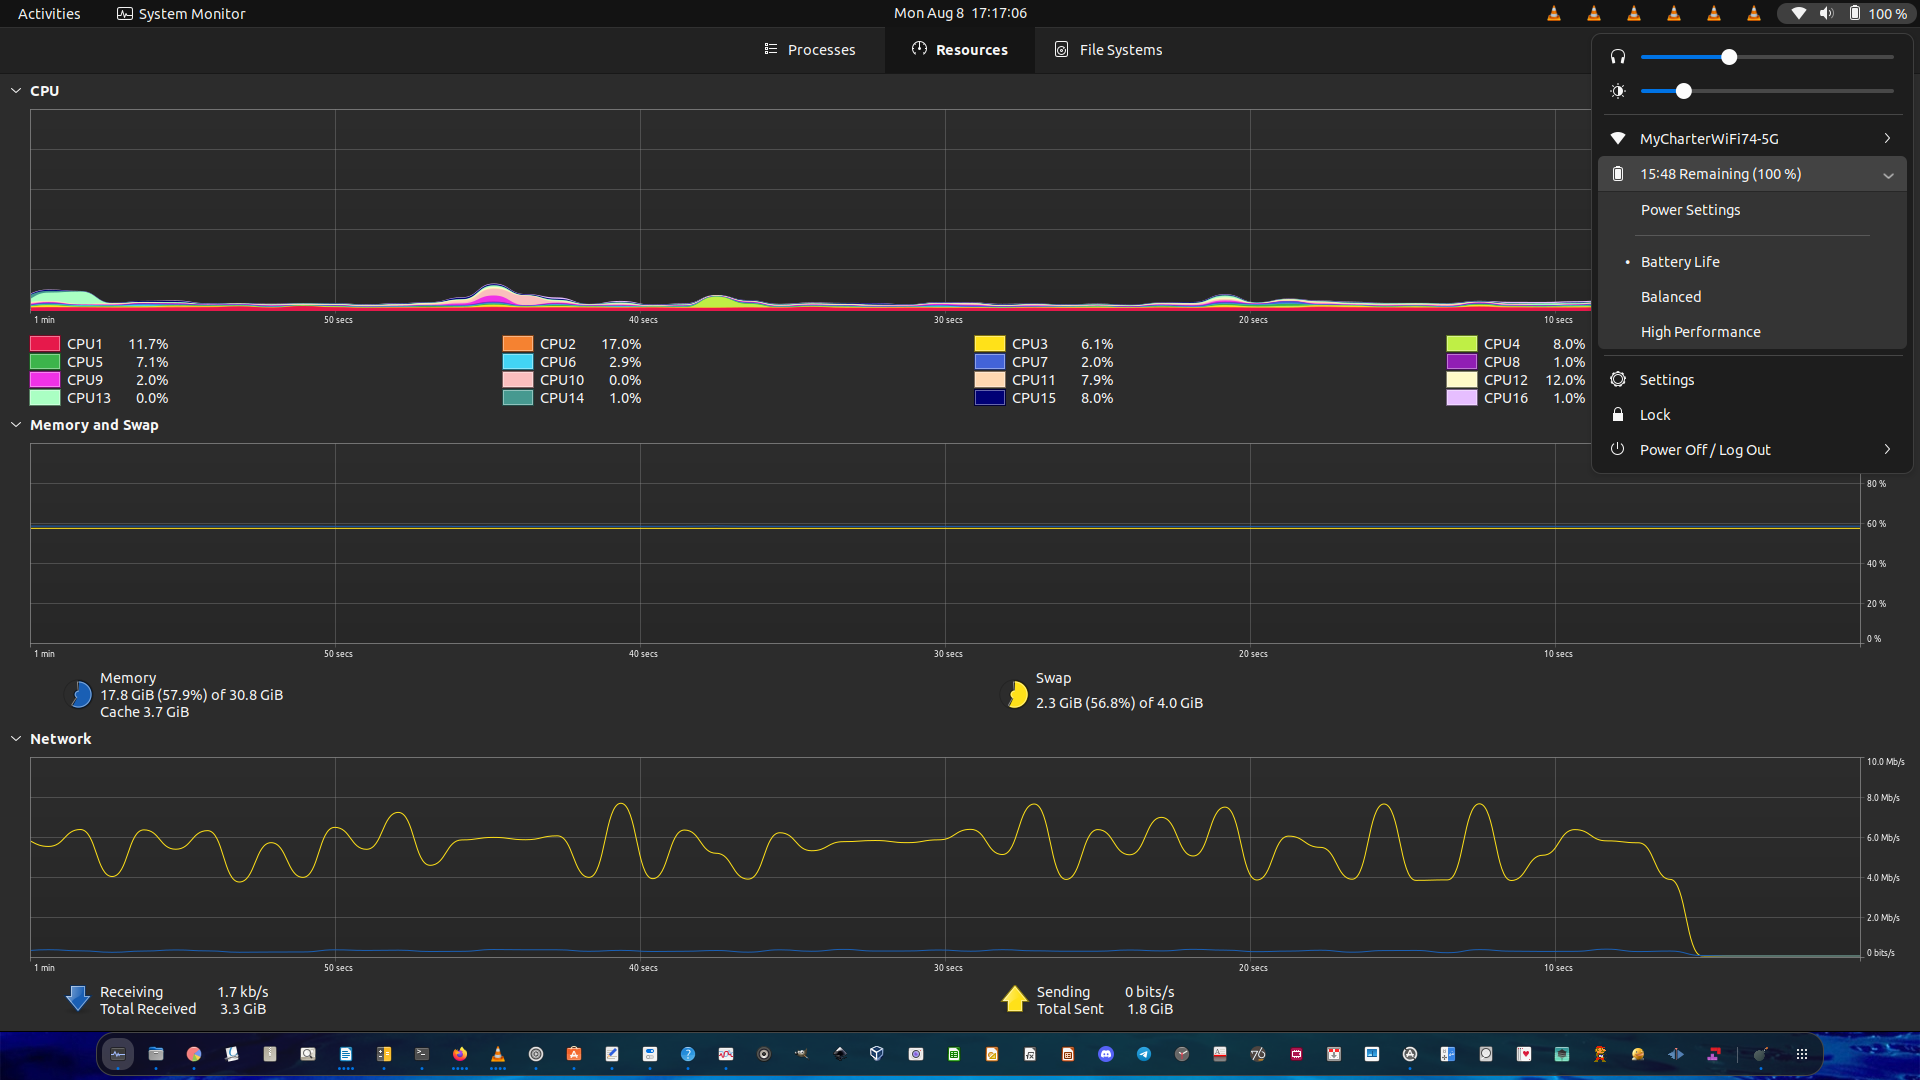 Activities
System Monitor
Mon Aug 8 17:17:06
100 %
Processes
Resources
File Systems
CPU
1 min
50 secs
40 secs
30 secs
20 secs
10 secs
CPU1 11.7%
CPU2 17.0%
CPU3 6.1%
CPU4 8.0%
CPU5 7.1%
CPU6 2.9%
CPU7 2.0%
CPU8 1.0%
CPU9 2.0%
CPU10 0.0%
CPU11 7.9%
CPU12 12.0%
CPU13 0.0%
CPU14 1.0%
CPU15 8.0%
CPU16 1.0%
MyCharterWiFi74-5G
15:48 Remaining (100 %)
Power Settings
• Battery Life
Balanced
High Performance
Settings
Lock
Power Off / Log Out
Memory and Swap
80 %
60 %
40 %
20 %
0 %
1 min
50 secs
40 secs
30 secs
20 secs
10 secs
Memory
17.8 GiB (57.9%) of 30.8 GiB
Cache 3.7 GiB
Swap
2.3 GiB (56.8%) of 4.0 GiB
Network
10.0 Mb/s
8.0 Mb/s
6.0 Mb/s
4.0 Mb/s
2.0 Mb/s
0 bits/s
1 min
50 secs
40 secs
30 secs
20 secs
10 secs
Receiving 1.7 kb/s
Total Received 3.3 GiB
Sending 0 bits/s
Total Sent 1.8 GiB
76